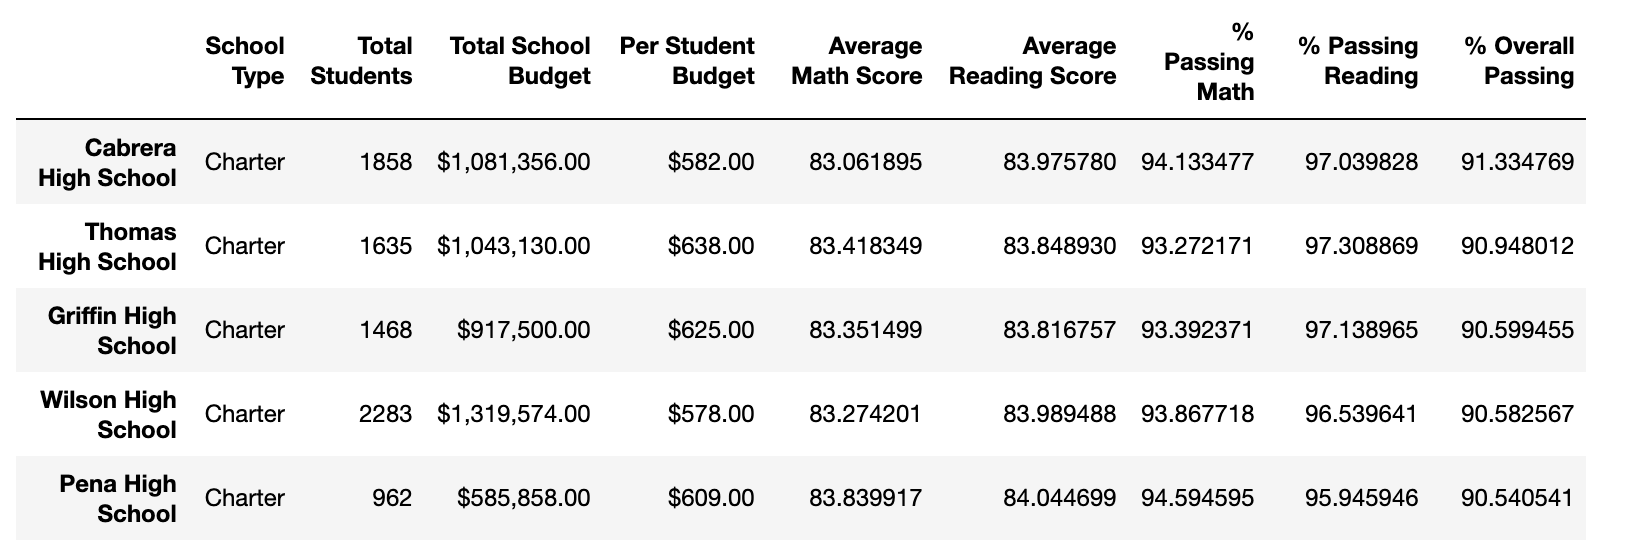 School Type Total Students Total School Budget Per Student Budget Average Math Score Average Reading Score % Passing Math % Passing Reading % Overall Passing
Cabrera High School Charter 1858 $1,081,356.00 $582.00 83.061895 83.975780 94.133477 97.039828 91.334769
Thomas High School Charter 1635 $1,043,130.00 $638.00 83.418349 83.848930 93.272171 97.308869 90.948012
Griffin High School Charter 1468 $917,500.00 $625.00 83.351499 83.816757 93.392371 97.138965 90.599455
Wilson High School Charter 2283 $1,319,574.00 $578.00 83.274201 83.989488 93.867718 96.539641 90.582567
Pena High School Charter 962 $585,858.00 $609.00 83.839917 84.044699 94.594595 95.945946 90.540541